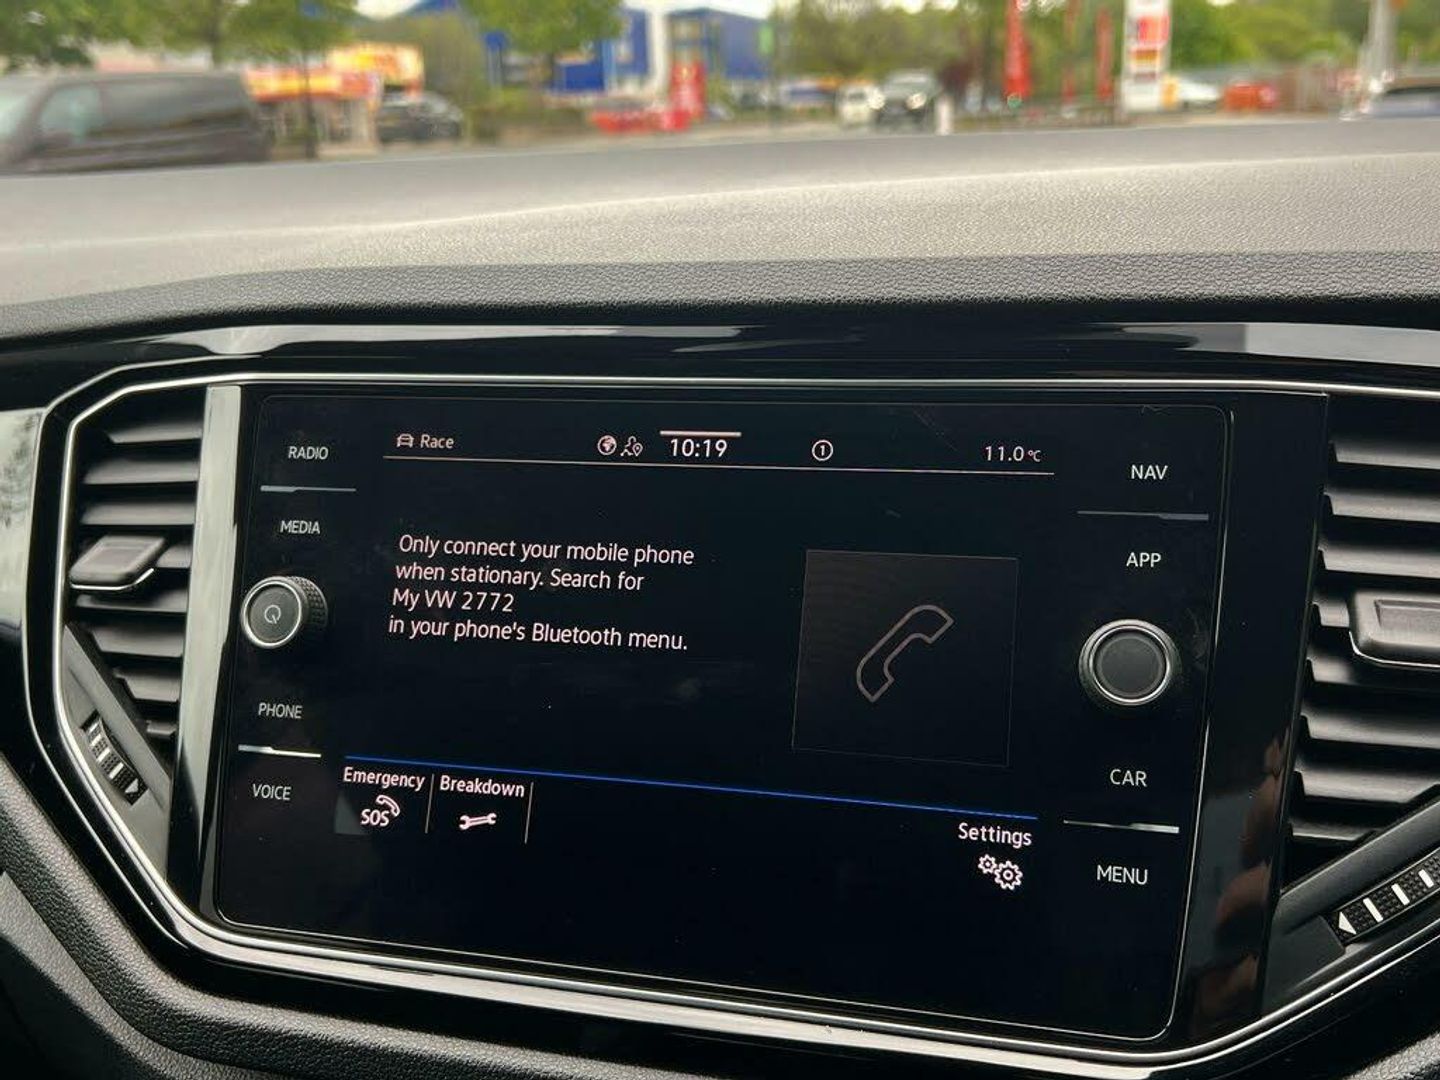 RADIO
MEDIA
PHONE
VOICE
Race
10:19
1
11.0°C
Only connect your mobile phone
when stationary. Search for
My VW 2772
in your phone's Bluetooth menu.
Emergency
SOS
Breakdown
Settings
NAV
APP
CAR
MENU